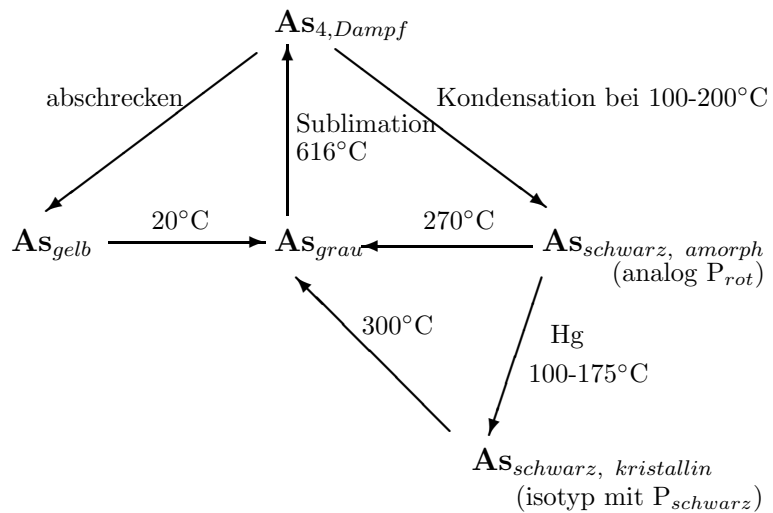 As4,Dampf
abschrecken
Kondensation bei 100-200°C
Sublimation
616°C
20°C
270°C
Asgelb
Asgrau
Asschwarz, amorph
(analog Prot)
300°C
Hg
100-175°C
Asschwarz, kristallin
(isotyp mit Pschwarz)